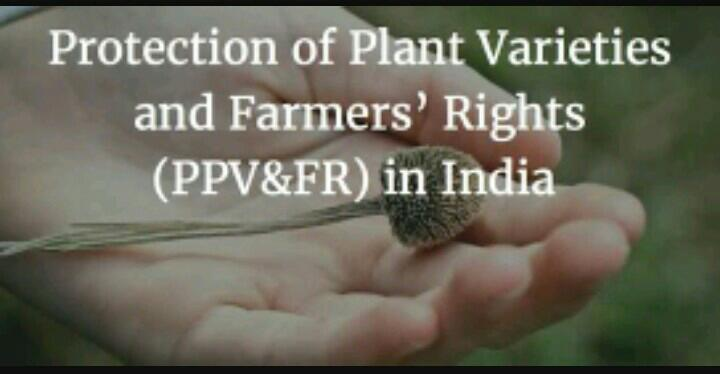 Protection of Plant Varieties
and Farmers’ Rights
(PPV&FR) in India